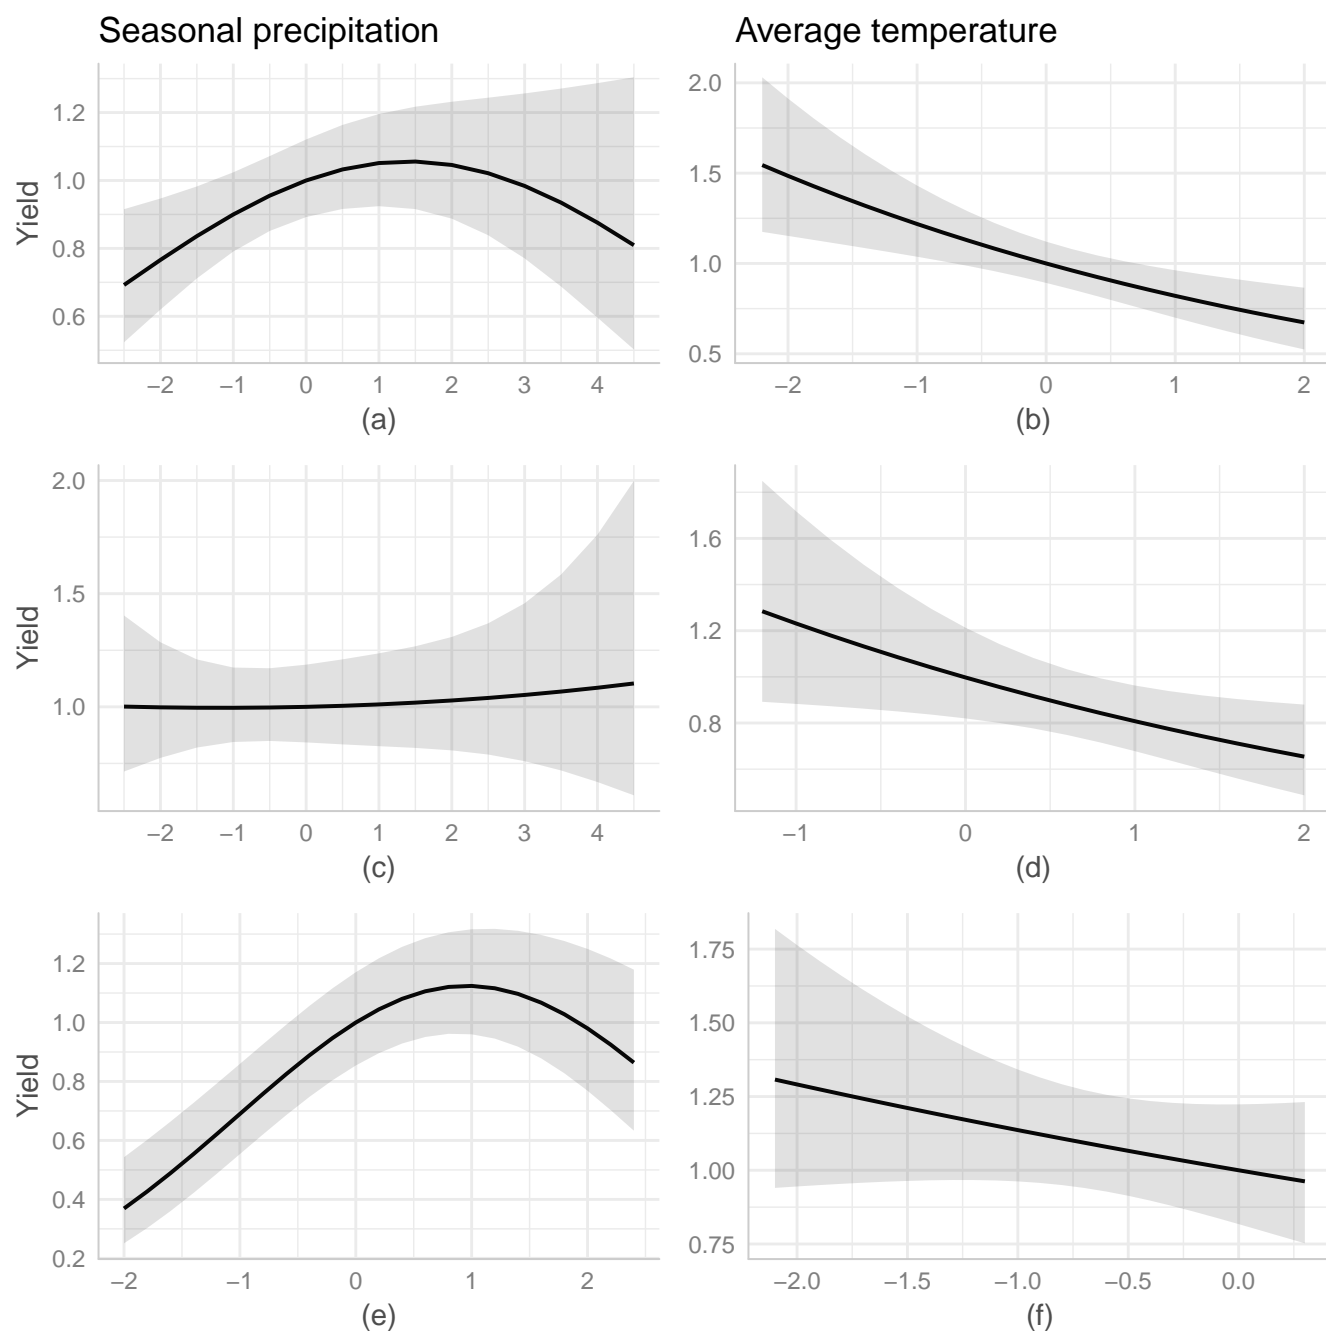 Seasonal precipitation
Average temperature
Yield
1.2
1.0
0.8
0.6
−2 −1 0 1 2 3 4
(a)
2.0
1.5
1.0
0.5
−2 −1 0 1 2
(b)
Yield
2.0
1.5
1.0
−2 −1 0 1 2 3 4
(c)
1.6
1.2
0.8
−1 0 1 2
(d)
Yield
1.2
1.0
0.8
0.6
0.4
0.2
−2 −1 0 1 2
(e)
1.75
1.50
1.25
1.00
0.75
−2.0 −1.5 −1.0 −0.5 0.0
(f)